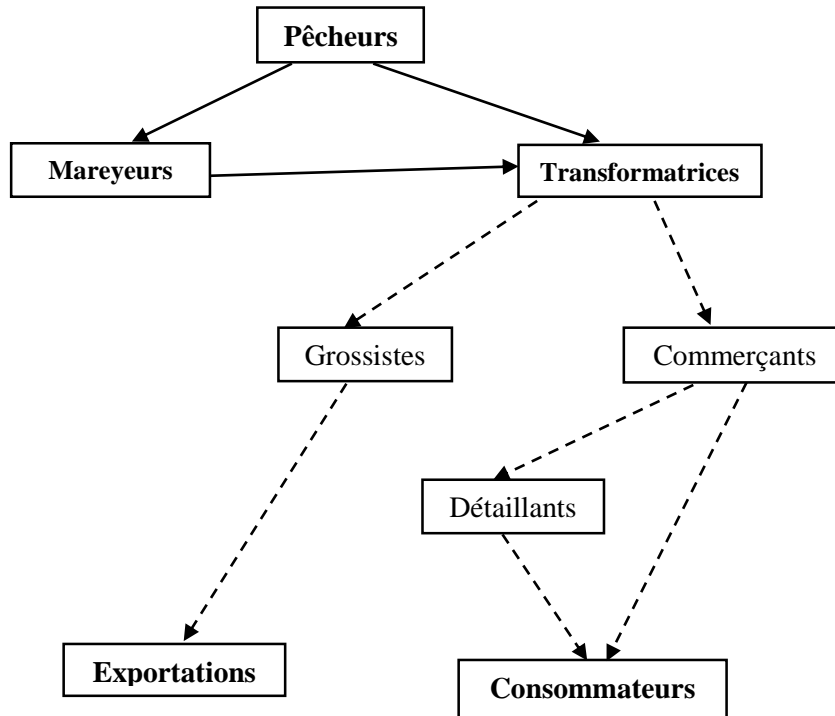 Pêcheurs
Mareyeurs
Transformatrices
Grossistes
Commerçants
Détaillants
Exportations
Consommateurs